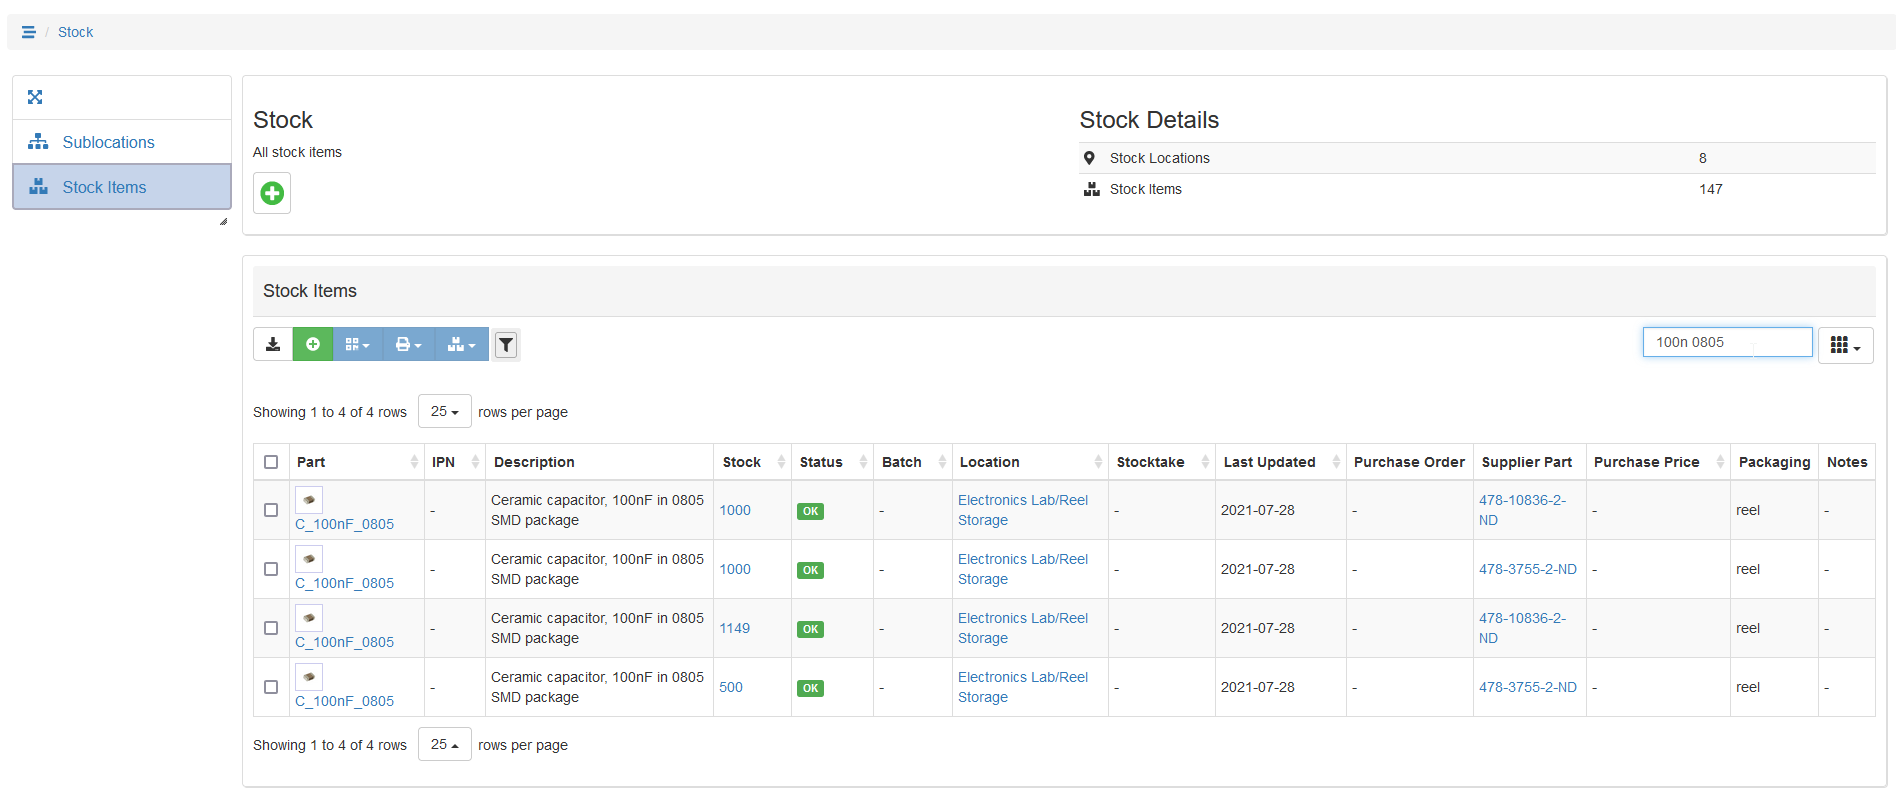 / Stock
Sublocations
Stock Items
Stock
All stock items
Stock Details
Stock Locations 8
Stock Items 147
Stock Items
100n 0805
Showing 1 to 4 of 4 rows 25 rows per page
Part IPN Description Stock Status Batch Location Stocktake Last Updated Purchase Order Supplier Part Purchase Price Packaging Notes
C_100nF_0805 - Ceramic capacitor, 100nF in 0805 SMD package 1000 OK - Electronics Lab/Reel Storage - 2021-07-28 - 478-10836-2-ND - reel -
C_100nF_0805 - Ceramic capacitor, 100nF in 0805 SMD package 1000 OK - Electronics Lab/Reel Storage - 2021-07-28 - 478-3755-2-ND - reel -
C_100nF_0805 - Ceramic capacitor, 100nF in 0805 SMD package 1149 OK - Electronics Lab/Reel Storage - 2021-07-28 - 478-10836-2-ND - reel -
C_100nF_0805 - Ceramic capacitor, 100nF in 0805 SMD package 500 OK - Electronics Lab/Reel Storage - 2021-07-28 - 478-3755-2-ND - reel -
Showing 1 to 4 of 4 rows 25 rows per page